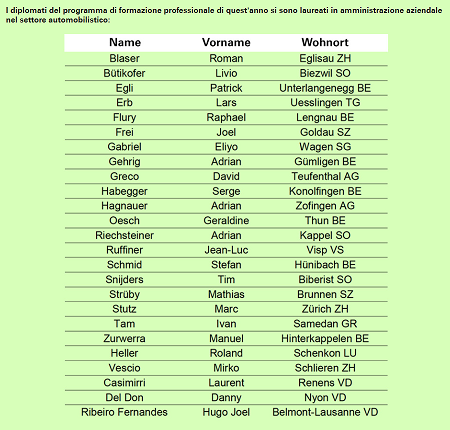 I diplomati del programma di formazione professionale di quest'anno si sono laureati in amministrazione aziendale
nel settore automobilistico:
Name Vorname Wohnort
Blaser Roman Eglisau ZH
Bütikofer Livio Biezwil SO
Egli Patrick Unterlangenegg BE
Erb Lars Uesslingen TG
Flury Raphael Lengnau BE
Frei Joel Goldau SZ
Gabriel Eliyo Wagen SG
Gehrig Adrian Gümligen BE
Greco David Teufenthal AG
Habegger Serge Konolfingen BE
Hagnauer Adrian Zofingen AG
Oesch Geraldine Thun BE
Riechsteiner Adrian Kappel SO
Ruffiner Jean-Luc Visp VS
Schmid Stefan Hünibach BE
Snijders Tim Biberist SO
Strüby Mathias Brunnen SZ
Stutz Marc Zürich ZH
Tam Ivan Samedan GR
Zurwerra Manuel Hinterkappelen BE
Heller Roland Schenkon LU
Vescio Mirko Schlieren ZH
Casimirri Laurent Renens VD
Del Don Danny Nyon VD
Ribeiro Fernandes Hugo Joel Belmont-Lausanne VD